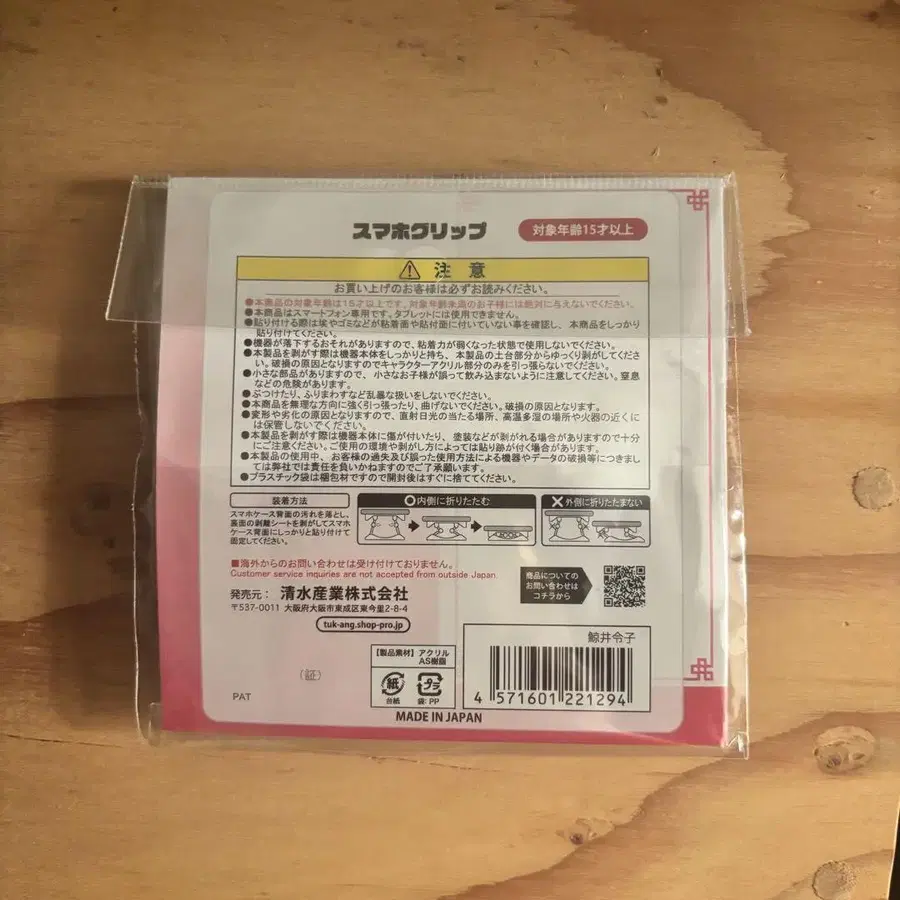 スマホグリップ
対象年齢15才以上
注意
お買い上げのお客様は必ずお読みください。
●本商品の対象年齢は15才以上です。対象年齢未満のお子様には絶対に与えないでください。
●本商品はスマートフォン専用です。タブレットには使用できません。
●貼り付ける際は埃やゴミなどが粘着面や貼付面に付いていない事を確認し、本商品をしっかり
貼り付けてください。
●機器が落下するおそれがありますので、粘着力が弱くなった状態で使用しないでください。
●本製品を剥がす際は機器本体をしっかりと持ち、本製品の土台部分からゆっくり剥がしてくださ
い。破損の原因となりますのでキャラクターアクリル部分のみを引っ張らないでください。
●小さな部品がありますので、小さなお子様が誤って飲み込まないように注意してください。窒息
などの危険があります。
●ぶつけたり、ふりまわすなど乱暴な扱いをしないでください。
●本商品を無理な方向に強く引っ張ったり、曲げないでください。破損の原因となります。
●変形や劣化の原因となりますので、直射日光の当たる場所、高温多湿の場所や火器の近くに
は保管しないでください。
●本製品を剥がす際は機器本体に傷が付いたり、塗装などが剥がれる場合がありますので十分
にご注意ください。ご使用の環境や剥がし方によっては貼り跡が付く場合があります。
●本製品の使用中、お客様の過失及び誤った使用方法による機器やデータの破損等につきまし
ては弊社では責任を負いかねますのでご了承願います。
●プラスチック袋は梱包材ですので開封後はすぐに捨ててください。
装着方法
スマホケース背面の汚れを落とし、
裏面の剥離シートを剥がしてスマホ
ケース背面にしっかりと貼り付けて
固定してください。
○内側に折りたたむ
×外側に折りたたまない
■海外からのお問い合わせは受け付けておりません。
Customer service inquiries are not accepted from outside Japan.
発売元： 清水産業株式会社
〒537-0011 大阪府大阪市東成区東今里2-8-4
tuk-ang.shop-pro.jp
商品についての
お問い合わせは
コチラから
鯨井令子
【製品素材】アクリル
AS樹脂
紙
台紙
プラ
袋:PP
MADE IN JAPAN
4 571601 221294
（証）
PAT